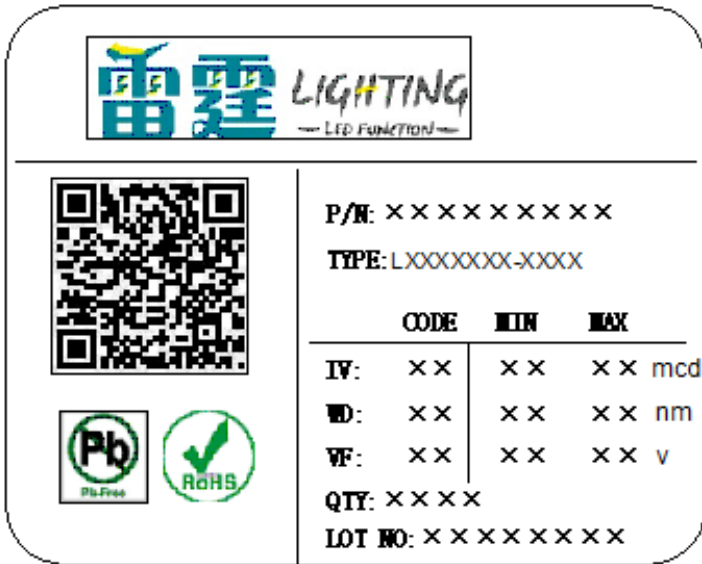 雷霆 LIGHTING
LED FUNCTION
P/N: ×××××××××
TYPE: LXXXXXXX-XXXX
CODE MIN MAX
IV: ×× ×× ×× mcd
WD: ×× ×× ×× nm
VF: ×× ×× ×× v
QTY: ××××
LOT NO: ××××××××
Pb
Pb-Free
RoHS